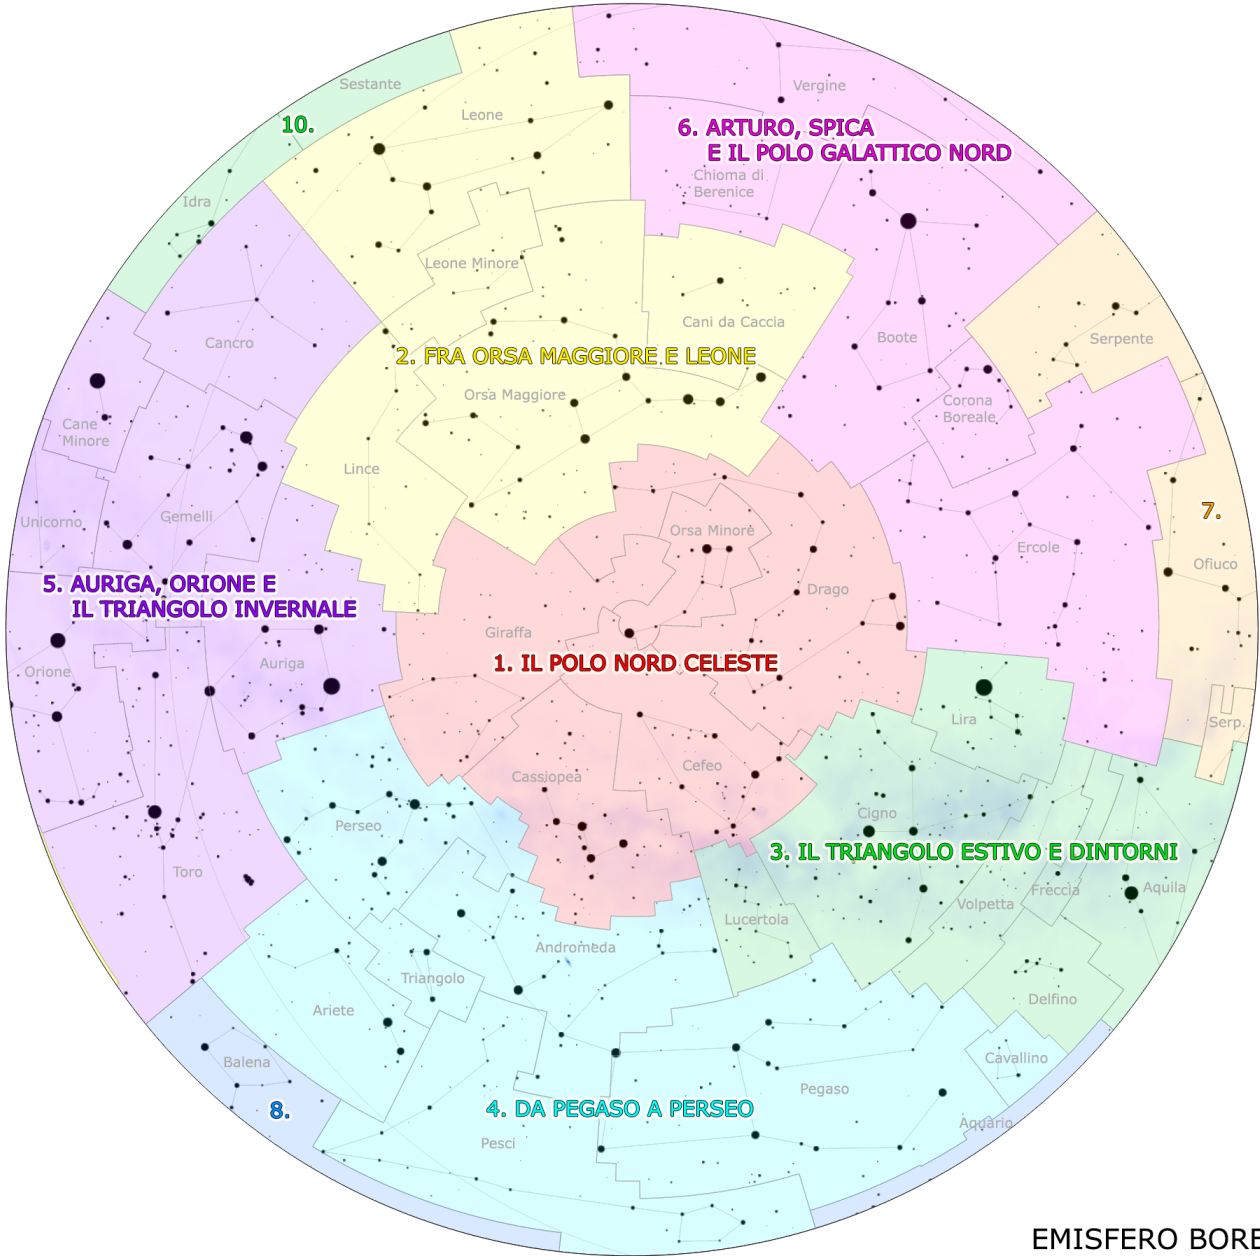 Sestante
Leone
Vergine
10.
6. ARTURO, SPICA
E IL POLO GALATTICO NORD
Chioma di
Berenice
Idra
Leone Minore
Cani da Caccia
Cancro
Boote
Serpente
2. FRA ORSA MAGGIORE E LEONE
Orsa Maggiore
Corona
Boreale
Cane
Minore
Lince
Unicorno
Gemelli
7.
Orsa Minore
Ercole
Ofiuco
5. AURIGA, ORIONE E
IL TRIANGOLO INVERNALE
Drago
Giraffa
Orione
Auriga
1. IL POLO NORD CELESTE
Lira
Serp.
Cassiopea
Cefeo
Perseo
Cigno
3. IL TRIANGOLO ESTIVO E DINTORNI
Toro
Freccia
Aquila
Volpetta
Lucertola
Andromeda
Triangolo
Ariete
Delfino
Balena
Cavallino
Pegaso
8.
4. DA PEGASO A PERSEO
Aquario
Pesci